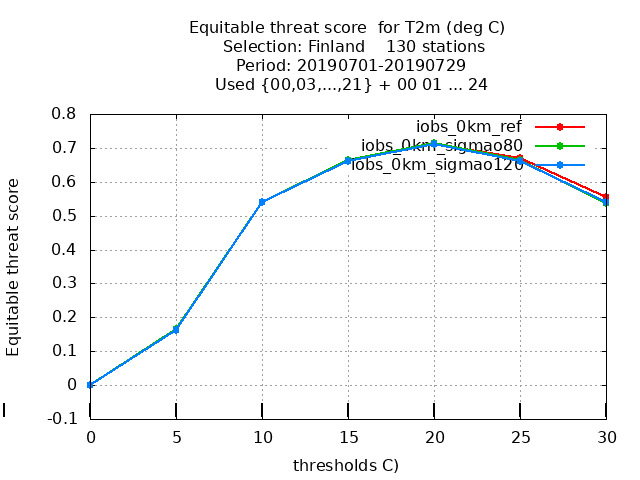 Equitable threat score  for T2m (deg C)
Selection: Finland    130 stations
Period: 20190701-20190729
Used {00,03,...,21} + 00 01 ... 24
Equitable threat score
0.8
0.7
0.6
0.5
0.4
0.3
0.2
0.1
0
-0.1
iobs_0km_ref
iobs_0km_sigmao80
iobs_0km_sigmao120
0 5 10 15 20 25 30
thresholds C)